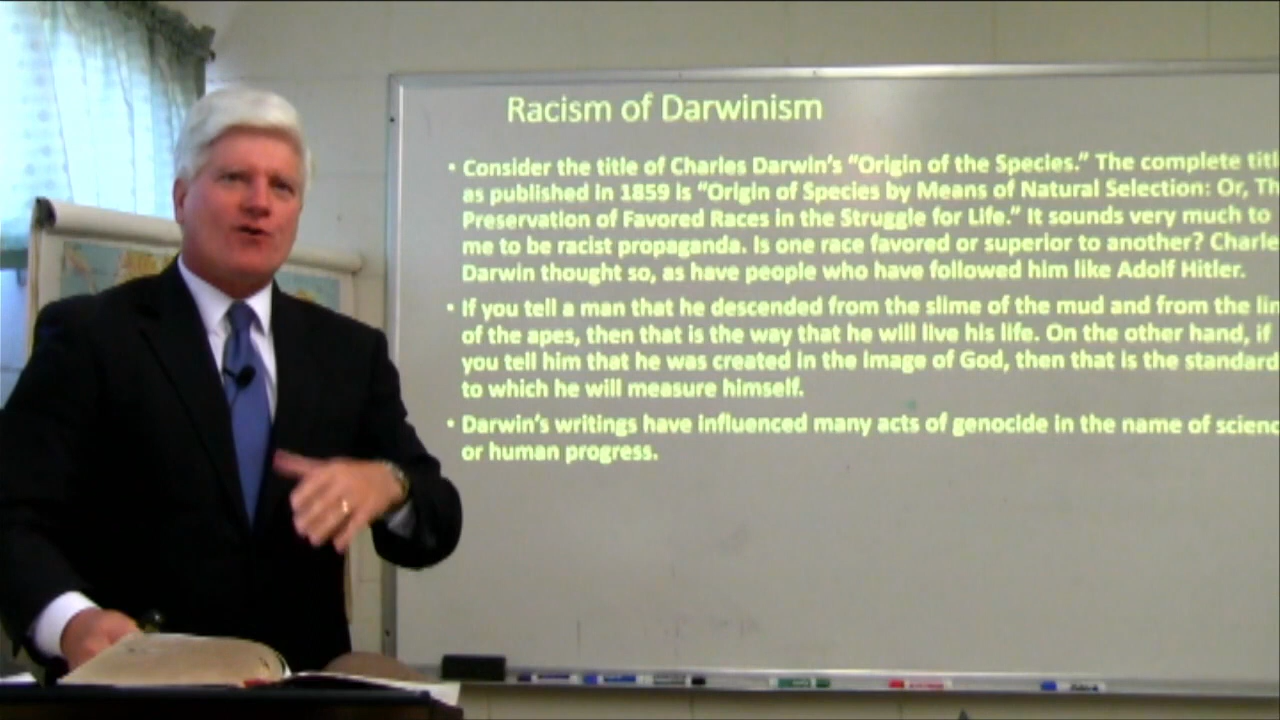 Racism of Darwinism
• Consider the title of Charles Darwin's "Origin of the Species." The complete titl
as published in 1859 is "Origin of Species by Means of Natural Selection: Or, Th
Preservation of Favored Races in the Struggle for Life." It sounds very much to
me to be racist propaganda. Is one race favored or superior to another? Charle
Darwin thought so, as have people who have followed him like Adolf Hitler.
• If you tell a man that he descended from the slime of the mud and from the lin
of the apes, then that is the way that he will live his life. On the other hand, if
you tell him that he was created in the image of God, then that is the standard
to which he will measure himself.
• Darwin's writings have influenced many acts of genocide in the name of scienc
or human progress.